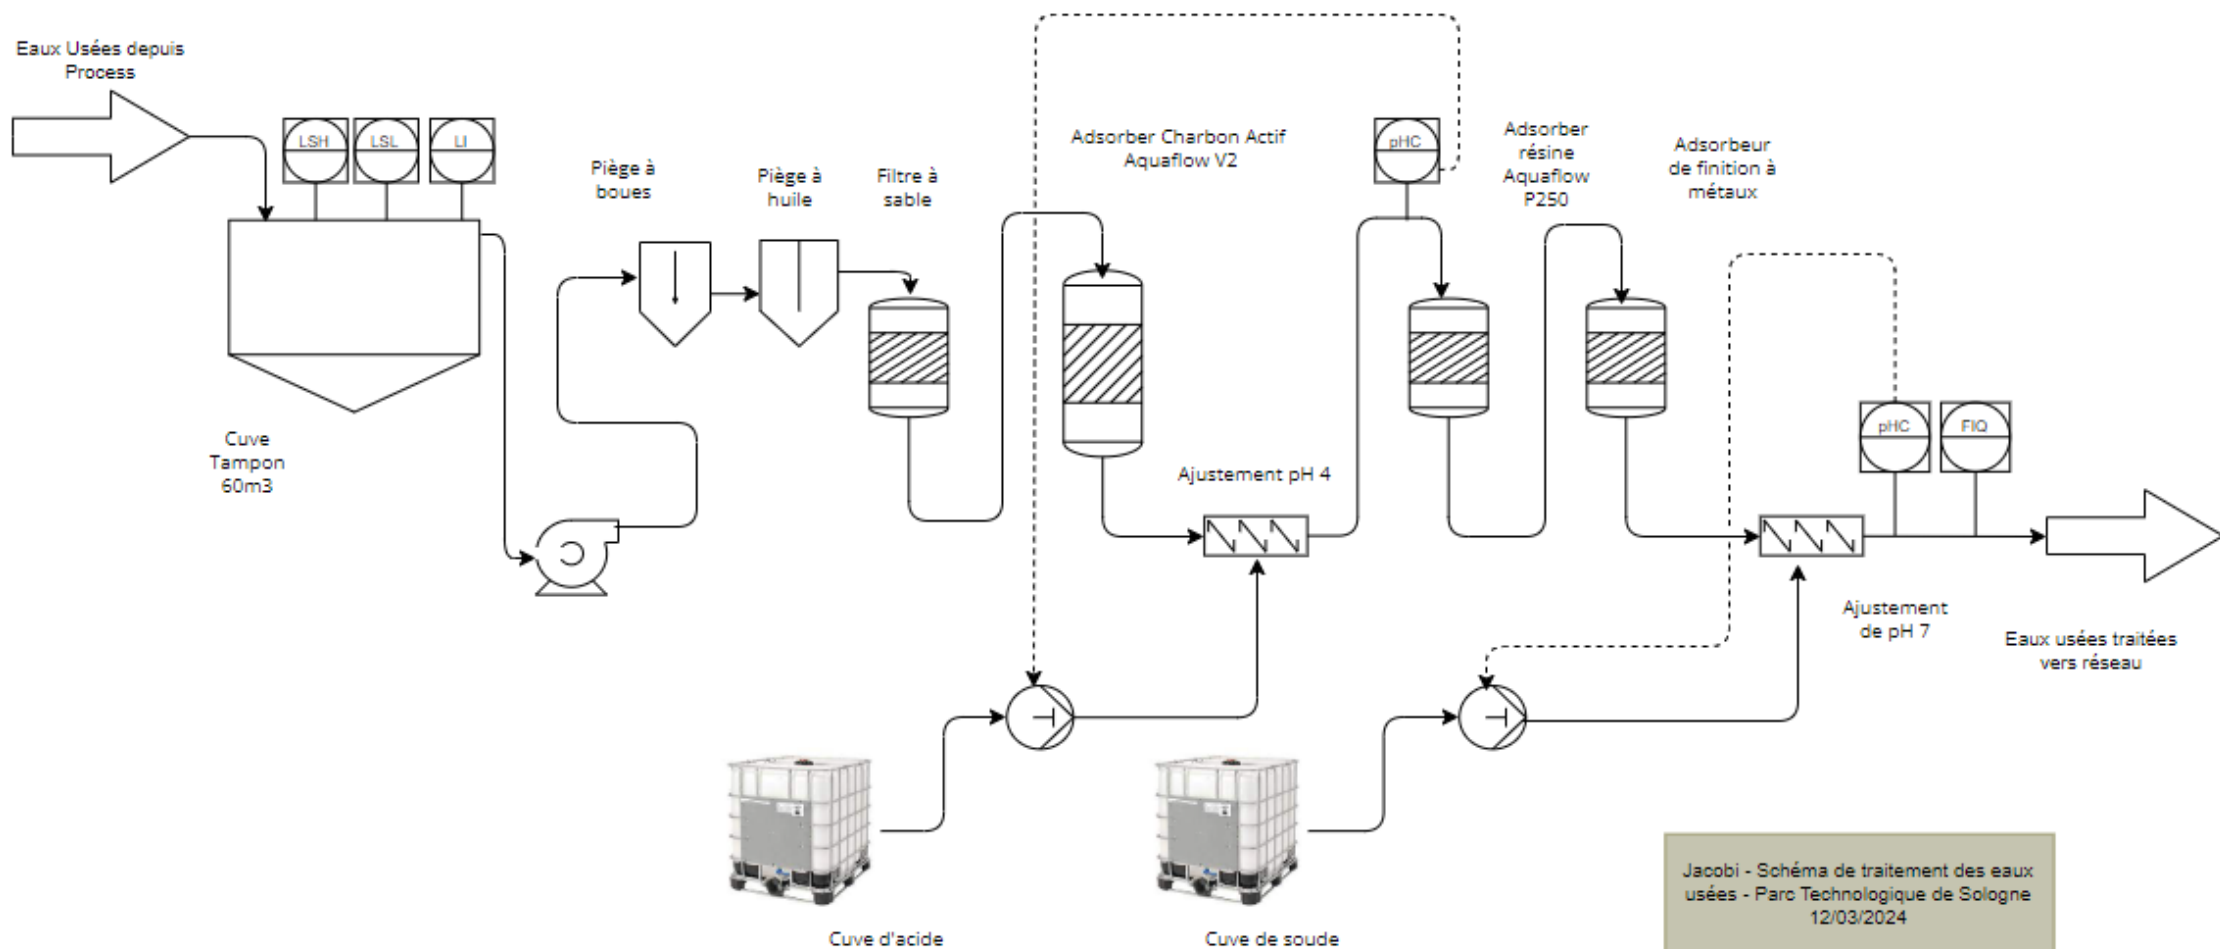 Eaux Usées depuis
Process
LSH
LSL
LI
Cuve
Tampon
60m3
Piège à
boues
Piège à
huile
Filtre à
sable
Adsorber Charbon Actif
Aquaflow V2
Ajustement pH 4
pHC
Adsorber
résine
Aquaflow
P250
Adsorbeur
de finition à
métaux
pHC
FIQ
Ajustement
de pH 7
Eaux usées traitées
vers réseau
Cuve d'acide
Cuve de soude
Jacobi - Schéma de traitement des eaux
usées - Parc Technologique de Sologne
12/03/2024